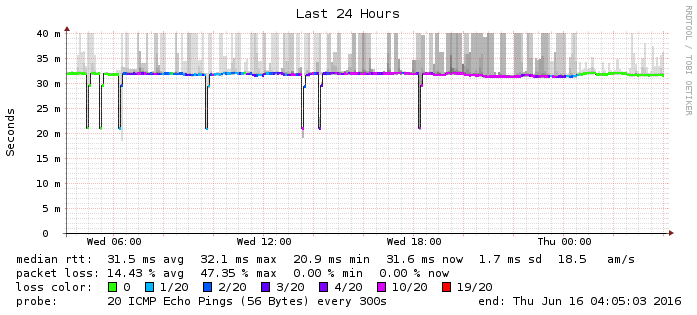 Last 24 Hours
RRDTOOL / TOBI OETIKER
Seconds
40 m
35 m
30 m
25 m
20 m
15 m
10 m
5 m
0
Wed 06:00 Wed 12:00 Wed 18:00 Thu 00:00
median rtt: 31.5 ms avg 32.1 ms max 20.9 ms min 31.6 ms now 1.7 ms sd 18.5 am/s
packet loss: 14.43 % avg 47.35 % max 0.00 % min 0.00 % now
loss color: 0 1/20 2/20 3/20 4/20 10/20 19/20
probe: 20 ICMP Echo Pings (56 Bytes) every 300s end: Thu Jun 16 04:05:03 2016